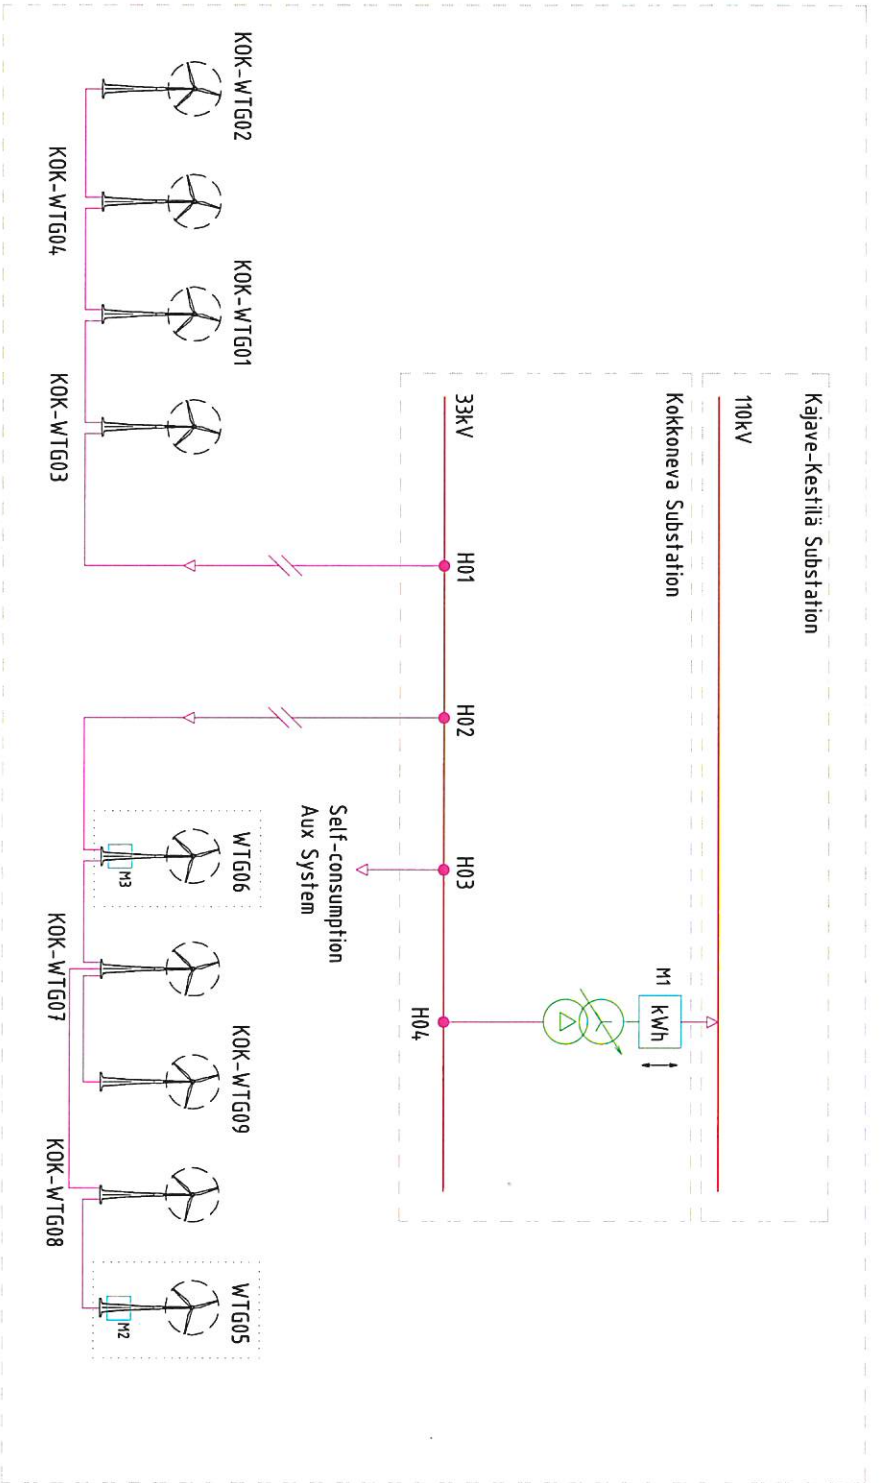 Kajave-Kestilä Substation
110kV
Kokkoneva Substation
M1
kWh
33kV
H01
H02
H03
H04
Self-consumption
Aux System
KOK-WTG02
KOK-WTG01
WTG06
KOK-WTG09
WTG05
M3
M2
KOK-WTG04
KOK-WTG03
KOK-WTG07
KOK-WTG08